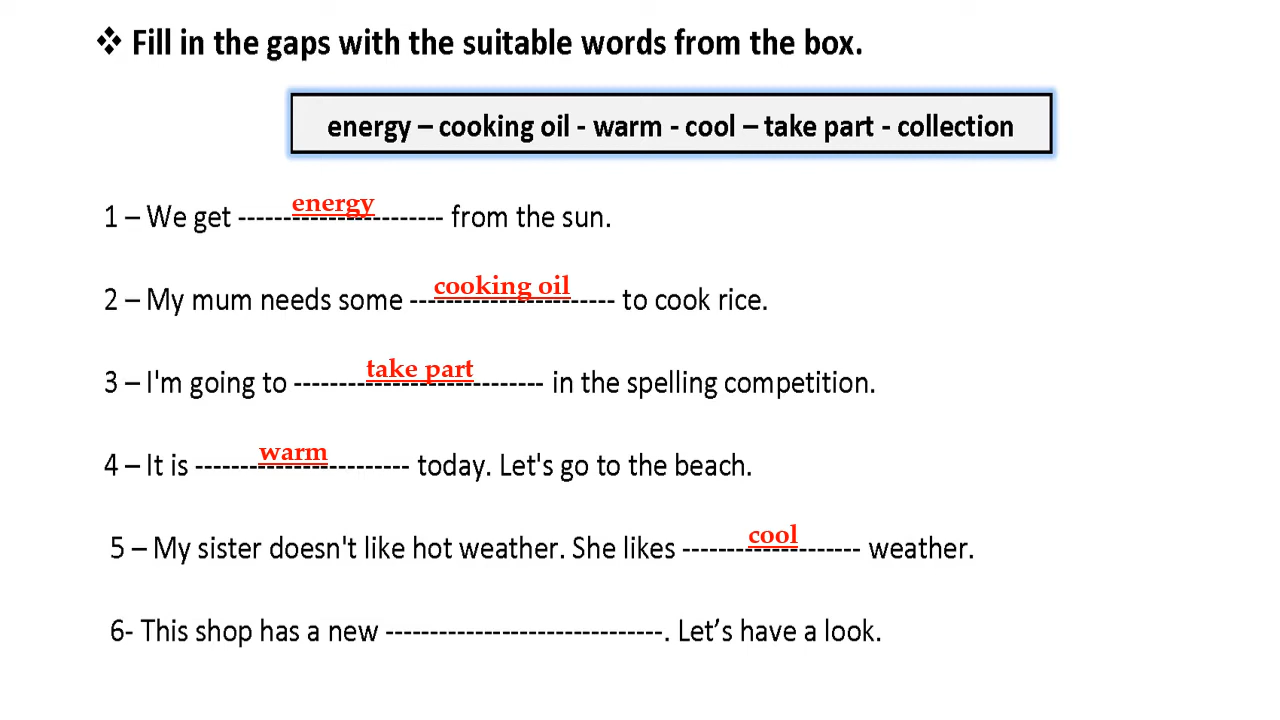 ❖ Fill in the gaps with the suitable words from the box.
energy – cooking oil - warm - cool – take part - collection
1 – We get ----------energy---------- from the sun.
2 – My mum needs some ----------cooking oil---------- to cook rice.
3 – I'm going to ----------take part---------- in the spelling competition.
4 – It is ----------warm---------- today. Let's go to the beach.
5 – My sister doesn't like hot weather. She likes ----------cool---------- weather.
6- This shop has a new -------------------------------. Let’s have a look.